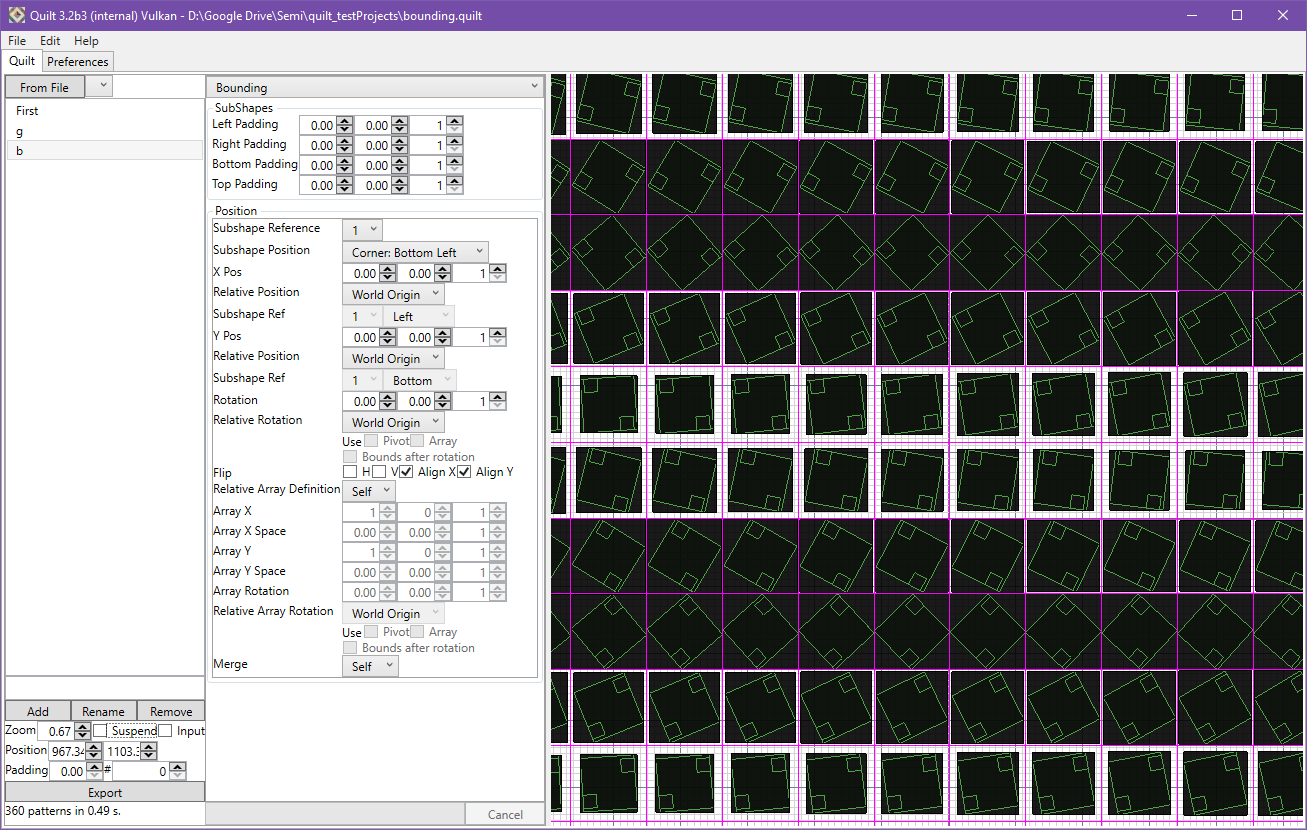 Quilt 3.2b3 (internal) Vulkan - D:\Google Drive\Semi\quilt_testProjects\bounding.quilt
File Edit Help
Quilt Preferences
From File
First
g
b
Add Rename Remove
Zoom 0.67 Suspend Input
Position 967.34 1103.3
Padding 0.00 # 0
Export
360 patterns in 0.49 s.
Bounding
SubShapes
Left Padding 0.00 0.00 1
Right Padding 0.00 0.00 1
Bottom Padding 0.00 0.00 1
Top Padding 0.00 0.00 1
Position
Subshape Reference 1
Subshape Position Corner: Bottom Left
X Pos 0.00 0.00 1
Relative Position World Origin
Subshape Ref 1 Left
Y Pos 0.00 0.00 1
Relative Position World Origin
Subshape Ref 1 Bottom
Rotation 0.00 0.00 1
Relative Rotation World Origin
Use Pivot Array
Bounds after rotation
Flip H V Align X Align Y
Relative Array Definition Self
Array X 1 0 1
Array X Space 0.00 0.00 1
Array Y 1 0 1
Array Y Space 0.00 0.00 1
Array Rotation 0.00 0.00 1
Relative Array Rotation World Origin
Use Pivot Array
Bounds after rotation
Merge Self
Cancel